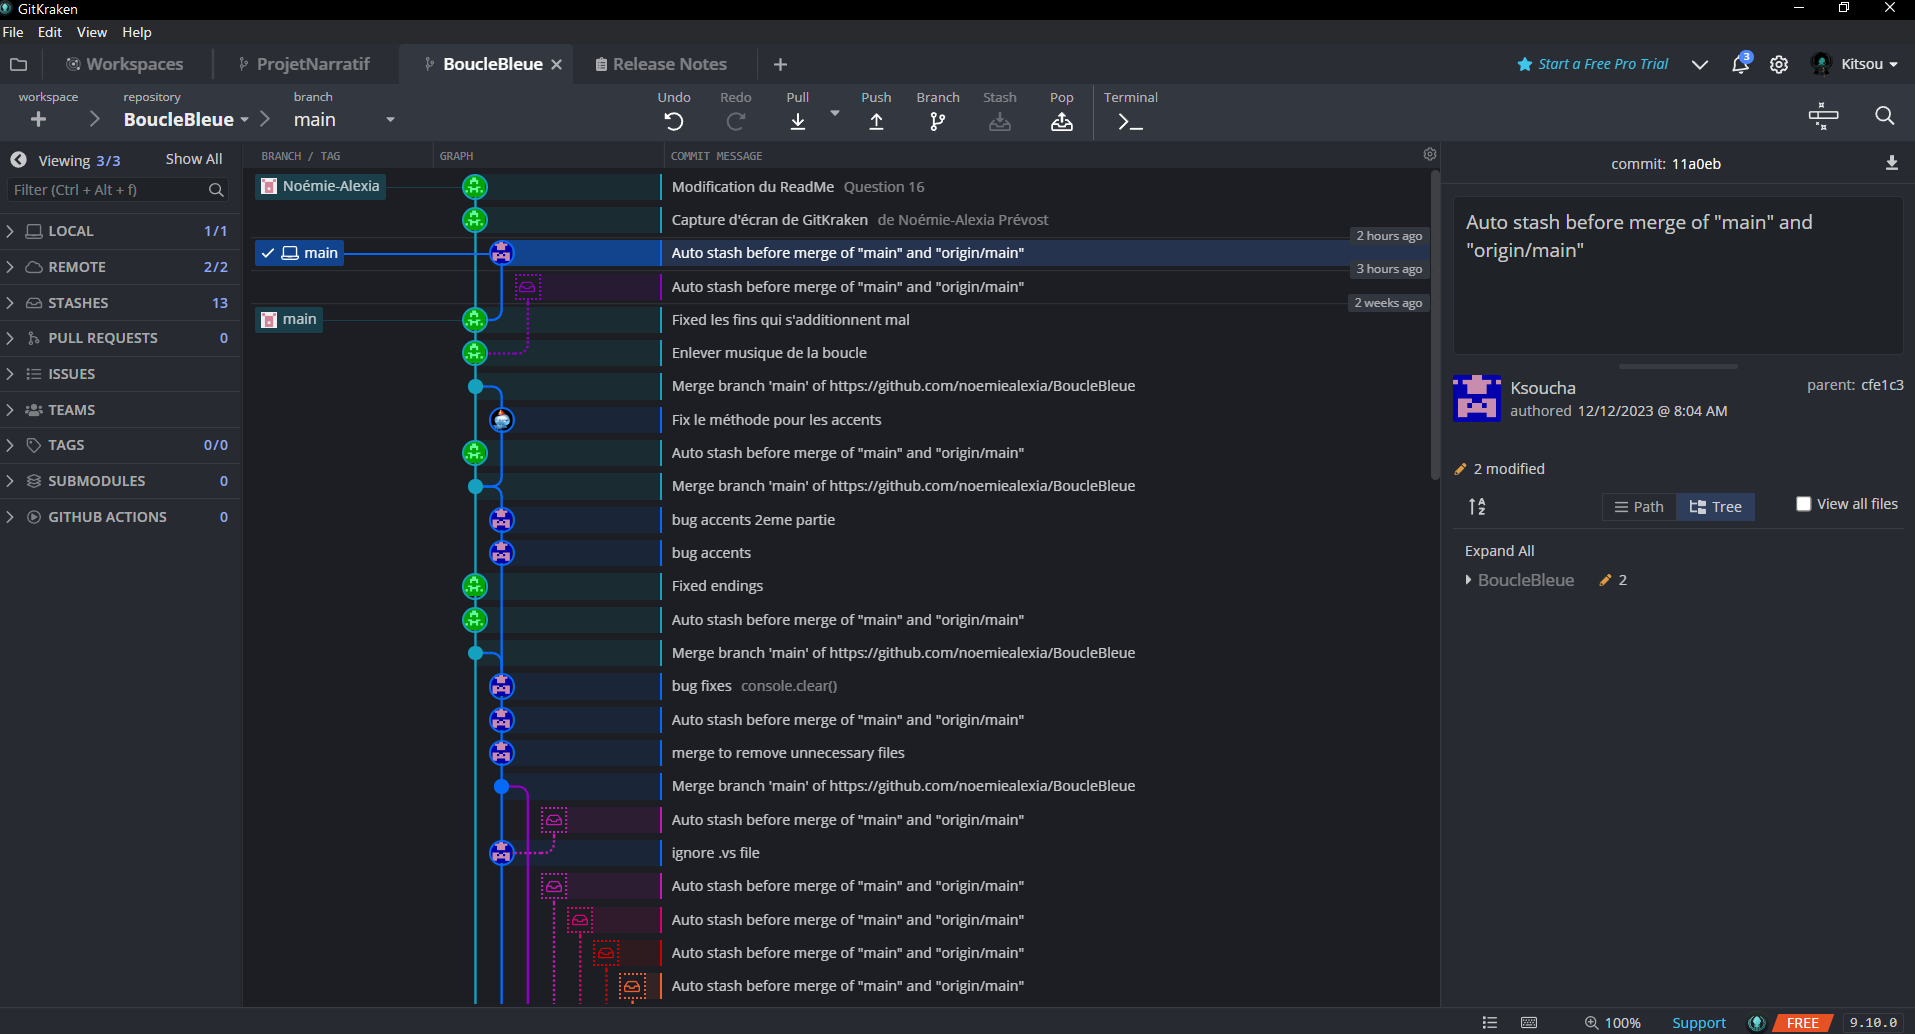 GitKraken
File Edit View Help
Workspaces ProjetNarratif BoucleBleue Release Notes
Start a Free Pro Trial 3 Kitsou
workspace repository branch
BoucleBleue main
Undo Redo Pull Push Branch Stash Pop Terminal
Viewing 3/3 Show All
Filter (Ctrl + Alt + f)
LOCAL 1/1
REMOTE 2/2
STASHES 13
PULL REQUESTS 0
ISSUES
TEAMS
TAGS 0/0
SUBMODULES 0
GITHUB ACTIONS 0
BRANCH / TAG GRAPH COMMIT MESSAGE
Noémie-Alexia Modification du ReadMe Question 16
Capture d'écran de GitKraken de Noémie-Alexia Prévost
2 hours ago
main Auto stash before merge of "main" and "origin/main"
3 hours ago
Auto stash before merge of "main" and "origin/main"
2 weeks ago
main Fixed les fins qui s'additionnent mal
Enlever musique de la boucle
Merge branch 'main' of https://github.com/noemiealexia/BoucleBleue
Fix le méthode pour les accents
Auto stash before merge of "main" and "origin/main"
Merge branch 'main' of https://github.com/noemiealexia/BoucleBleue
bug accents 2eme partie
bug accents
Fixed endings
Auto stash before merge of "main" and "origin/main"
Merge branch 'main' of https://github.com/noemiealexia/BoucleBleue
bug fixes console.clear()
Auto stash before merge of "main" and "origin/main"
merge to remove unnecessary files
Merge branch 'main' of https://github.com/noemiealexia/BoucleBleue
Auto stash before merge of "main" and "origin/main"
ignore .vs file
Auto stash before merge of "main" and "origin/main"
Auto stash before merge of "main" and "origin/main"
Auto stash before merge of "main" and "origin/main"
Auto stash before merge of "main" and "origin/main"
commit: 11a0eb
Auto stash before merge of "main" and
"origin/main"
Ksoucha parent: cfe1c3
authored 12/12/2023 @ 8:04 AM
2 modified
A Z Path Tree View all files
Expand All
BoucleBleue 2
100% Support FREE 9.10.0